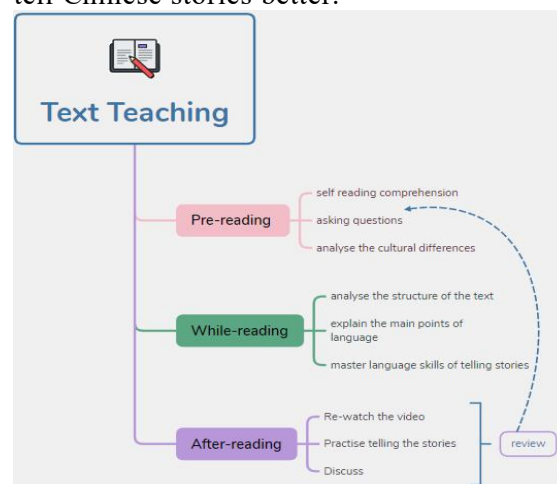 tell Chinese stories better.
Text Teaching
Pre-reading
self reading comprehension
asking questions
analyse the cultural differences
While-reading
analyse the structure of the text
explain the main points of
language
master language skills of telling stories
After-reading
Re-watch the video
Practise telling the stories
Discuss
review